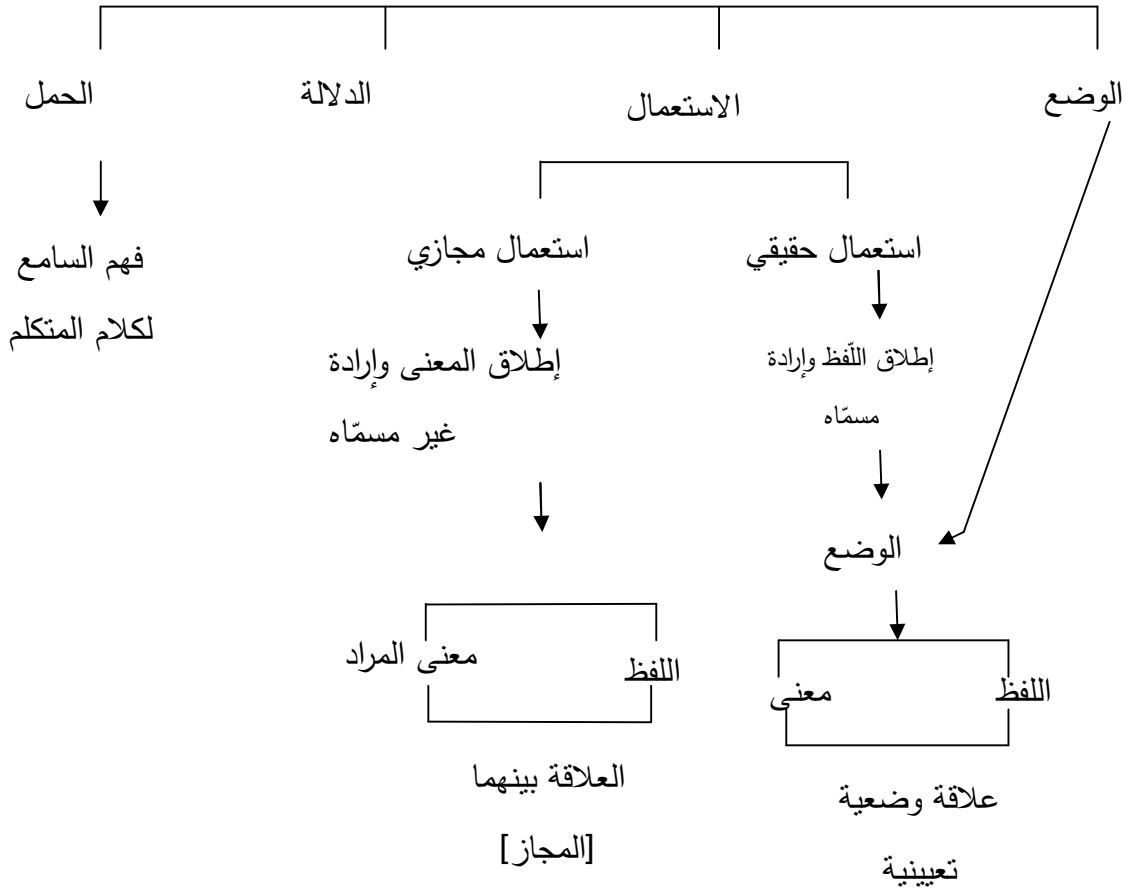 الوضع
الاستعمال
الدلالة
الحمل
استعمال حقيقي
استعمال مجازي
فهم السامع
لكلام المتكلم
إطلاق اللّفظ وإرادة
مسمّاه
إطلاق المعنى وإرادة
غير مسمّاه
الوضع
اللفظ
معنى
اللفظ
معنى المراد
علاقة وضعية
تعيينية
العلاقة بينهما
[المجاز]